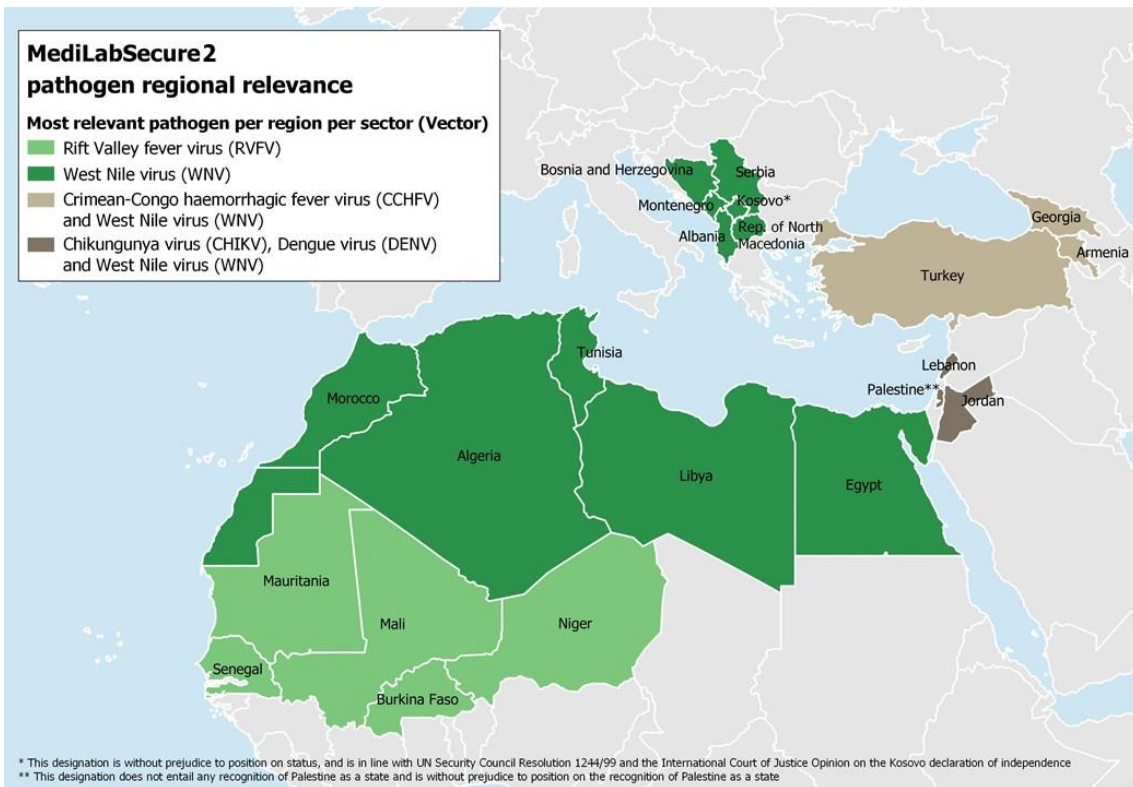 MediLabSecure2
pathogen regional relevance
Most relevant pathogen per region per sector (Vector)
Rift Valley fever virus (RVFV)
West Nile virus (WNV)
Crimean-Congo haemorrhagic fever virus (CCHFV)
and West Nile virus (WNV)
Chikungunya virus (CHIKV), Dengue virus (DENV)
and West Nile virus (WNV)
Bosnia and Herzegovina
Serbia
Kosovo*
Montenegro
Rep. of North
Macedonia
Albania
Georgia
Armenia
Turkey
Tunisia
Lebanon
Palestine**
Jordan
Morocco
Algeria
Libya
Egypt
Mauritania
Mali
Niger
Senegal
Burkina Faso
* This designation is without prejudice to position on status, and is in line with UN Security Council Resolution 1244/99 and the International Court of Justice Opinion on the Kosovo declaration of independence
** This designation does not entail any recognition of Palestine as a state and is without prejudice to position on the recognition of Palestine as a state